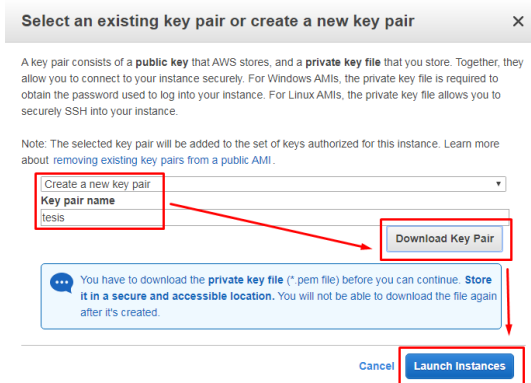 Select an existing key pair or create a new key pair
×
A key pair consists of a public key that AWS stores, and a private key file that you store. Together, they
allow you to connect to your instance securely. For Windows AMIs, the private key file is required to
obtain the password used to log into your instance. For Linux AMIs, the private key file allows you to
securely SSH into your instance.
Note: The selected key pair will be added to the set of keys authorized for this instance. Learn more
about removing existing key pairs from a public AMI.
Create a new key pair
Key pair name
tesis
Download Key Pair
You have to download the private key file (*.pem file) before you can continue. Store
it in a secure and accessible location. You will not be able to download the file again
after it's created.
Cancel Launch Instances